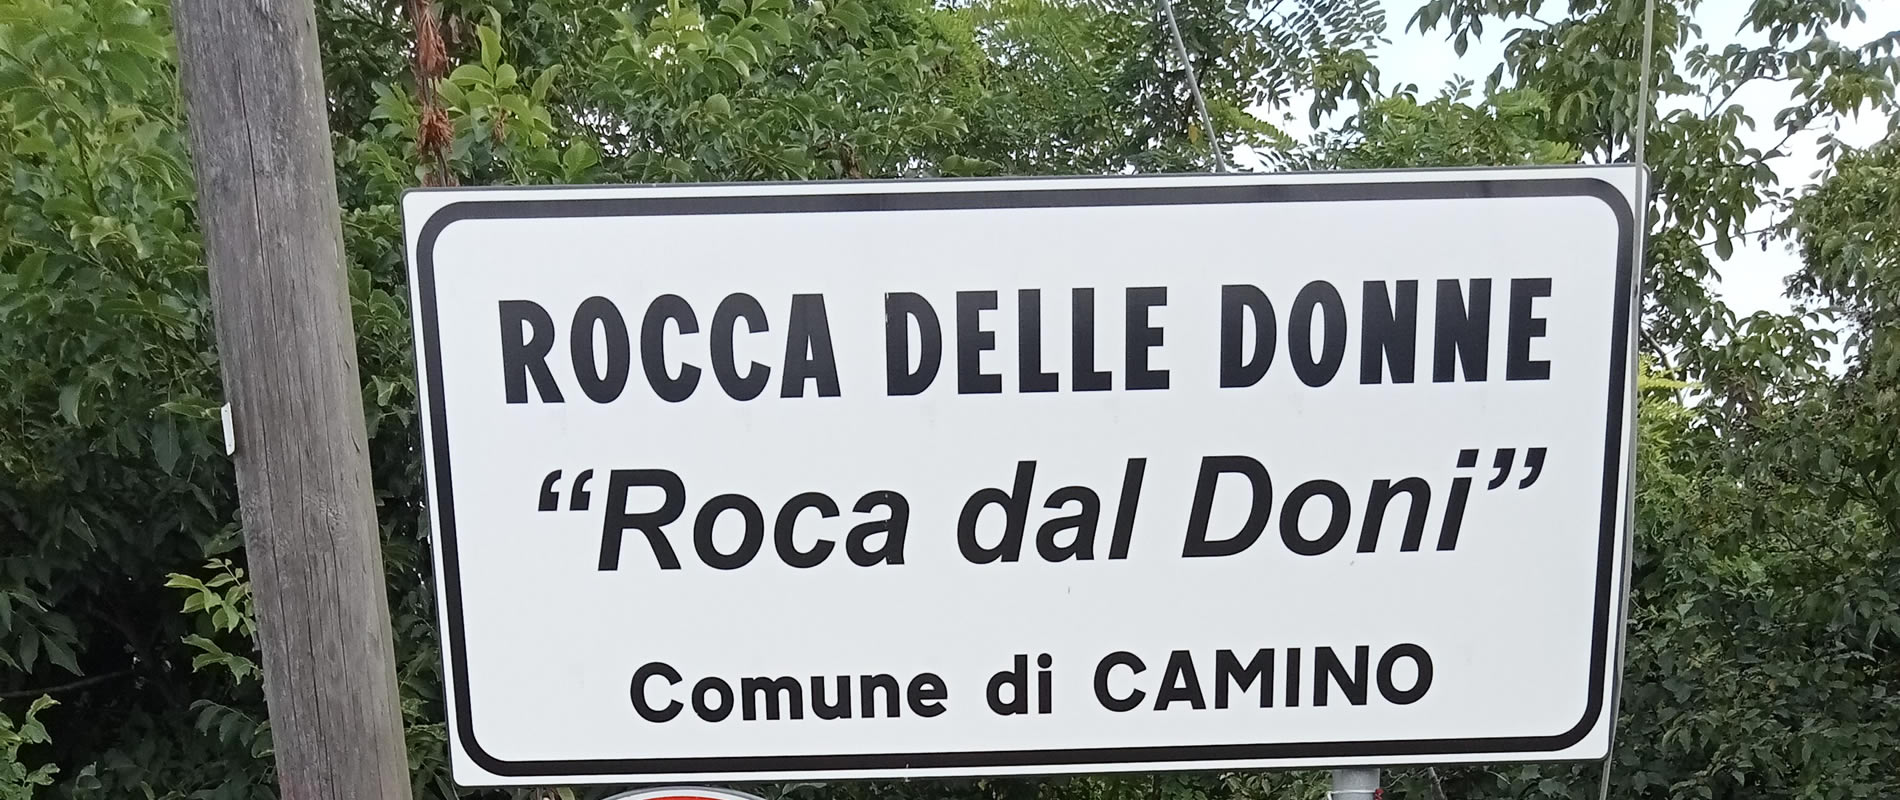 ROCCA DELLE DONNE
“Roca dal Doni”
Comune di CAMINO